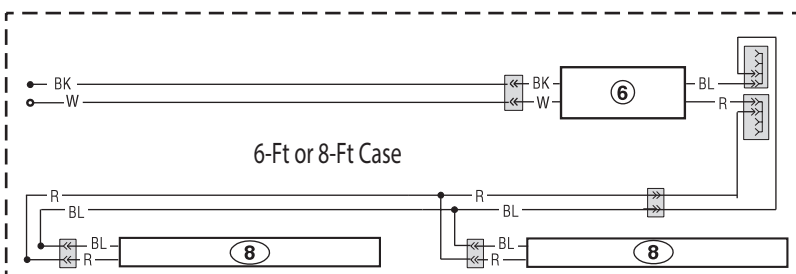 BK BK 6 BL
W W R
6-Ft or 8-Ft Case
R R
BL BL
BL 8 BL 8
R R